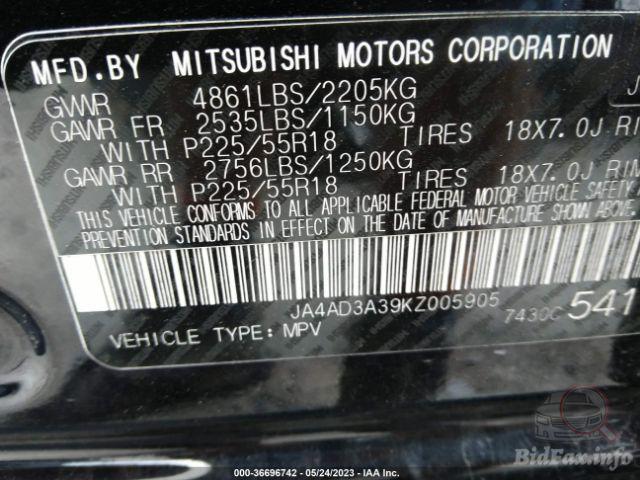 MFD.BY MITSUBISHI MOTORS CORPORATION
GVWR 4861LBS/2205KG
GAWR FR 2535LBS/1150KG
WITH P225/55R18 TIRES 18X7.0J RIM
GAWR RR 2756LBS/1250KG
WITH P225/55R18 TIRES 18X7.0J RIM
THIS VEHICLE CONFORMS TO ALL APPLICABLE FEDERAL MOTOR VEHICLE SAFETY
PREVENTION STANDARDS IN EFFECT ON THE DATE OF MANUFACTURE SHOWN ABOVE
JA4AD3A39KZ005905
7430C 541
VEHICLE TYPE: MPV
BidFax.info
000-36696742 / 05/24/2023 - IAA Inc.